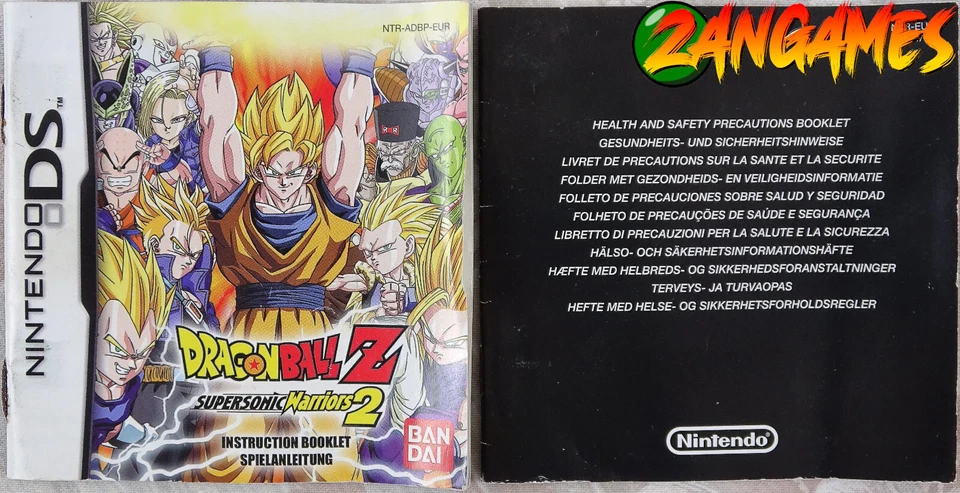 NTR-ADBP-EUR
NINTENDO DS™
RR
DRAGON BALL Z
SUPERSONIC Warriors 2
INSTRUCTION BOOKLET
SPIELANLEITUNG
BAN
DAI
2ANGAMES
HEALTH AND SAFETY PRECAUTIONS BOOKLET
GESUNDHEITS- UND SICHERHEITSHINWEISE
LIVRET DE PRECAUTIONS SUR LA SANTE ET LA SECURITE
FOLDER MET GEZONDHEIDS- EN VEILIGHEIDSINFORMATIE
FOLLETO DE PRECAUCIONES SOBRE SALUD Y SEGURIDAD
FOLHETO DE PRECAUÇÕES DE SAÚDE E SEGURANÇA
LIBRETTO DI PRECAUZIONI PER LA SALUTE E LA SICUREZZA
HÄLSO- OCH SÄKERHETSINFORMATIONSHÄFTE
HÆFTE MED HELBREDS- OG SIKKERHEDSFORANSTALTNINGER
TERVEYS- JA TURVAOPAS
HEFTE MED HELSE- OG SIKKERHETSFORHOLDSREGLER
Nintendo